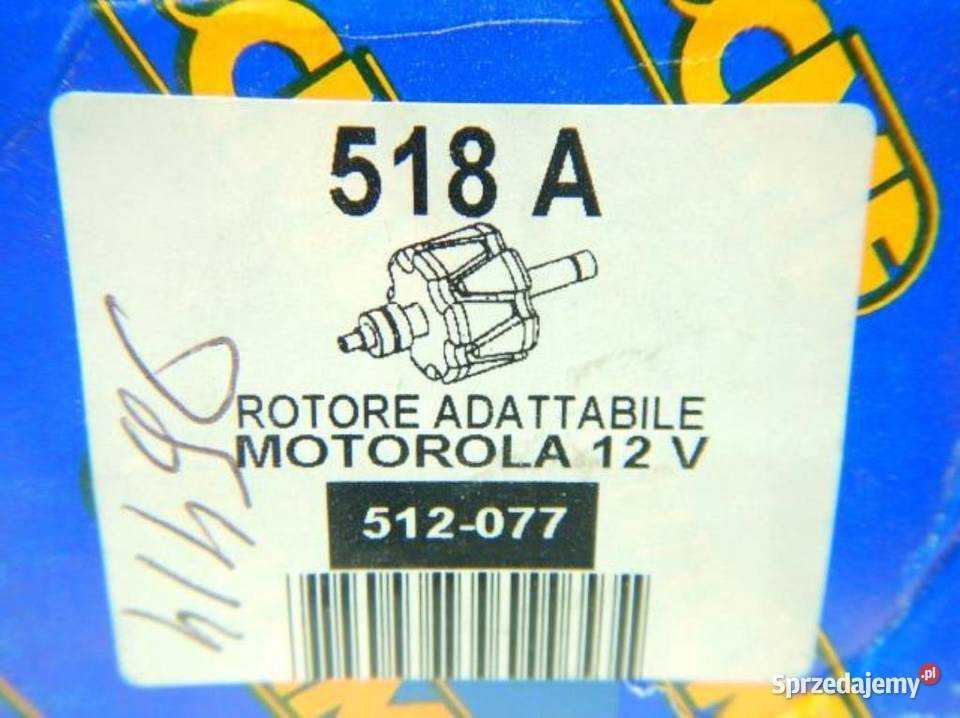 518 A
ROTORE ADATTABILE
MOTOROLA 12 V
512-077
Sprzedajemy.pl